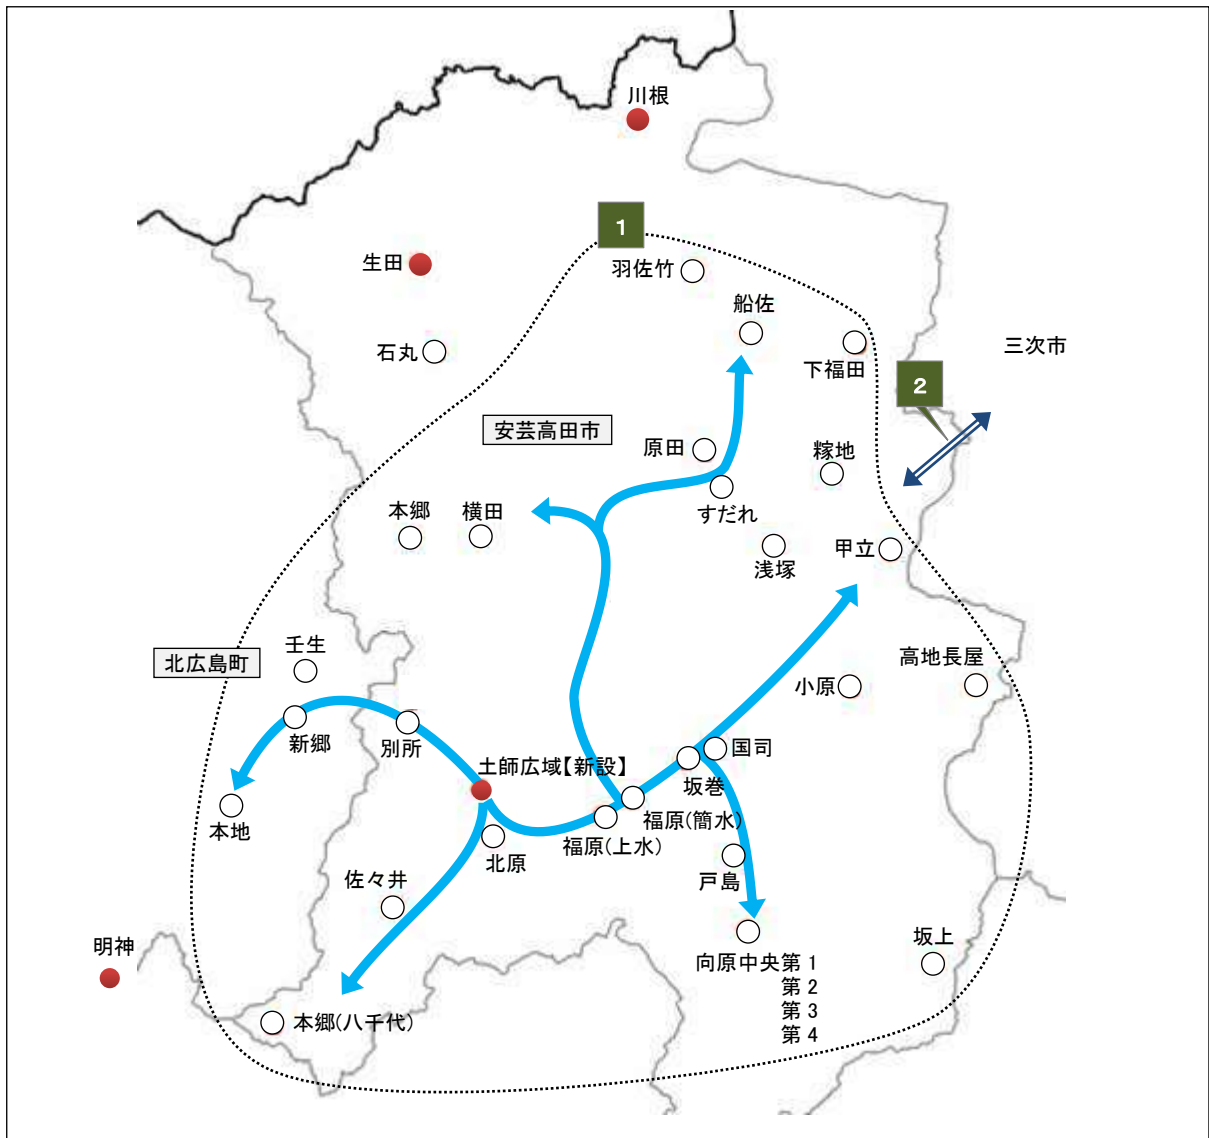 川根
1
生田
羽佐竹
船佐
石丸
下福田
三次市
2
安芸高田市
原田
糘地
すだれ
本郷
横田
浅塚
甲立
壬生
北広島町
高地長屋
小原
新郷
別所
国司
土師広域【新設】
坂巻
本地
福原(簡水)
福原(上水)
北原
戸島
佐々井
明神
坂上
向原中央第1
第2
第3
第4
本郷(八千代)